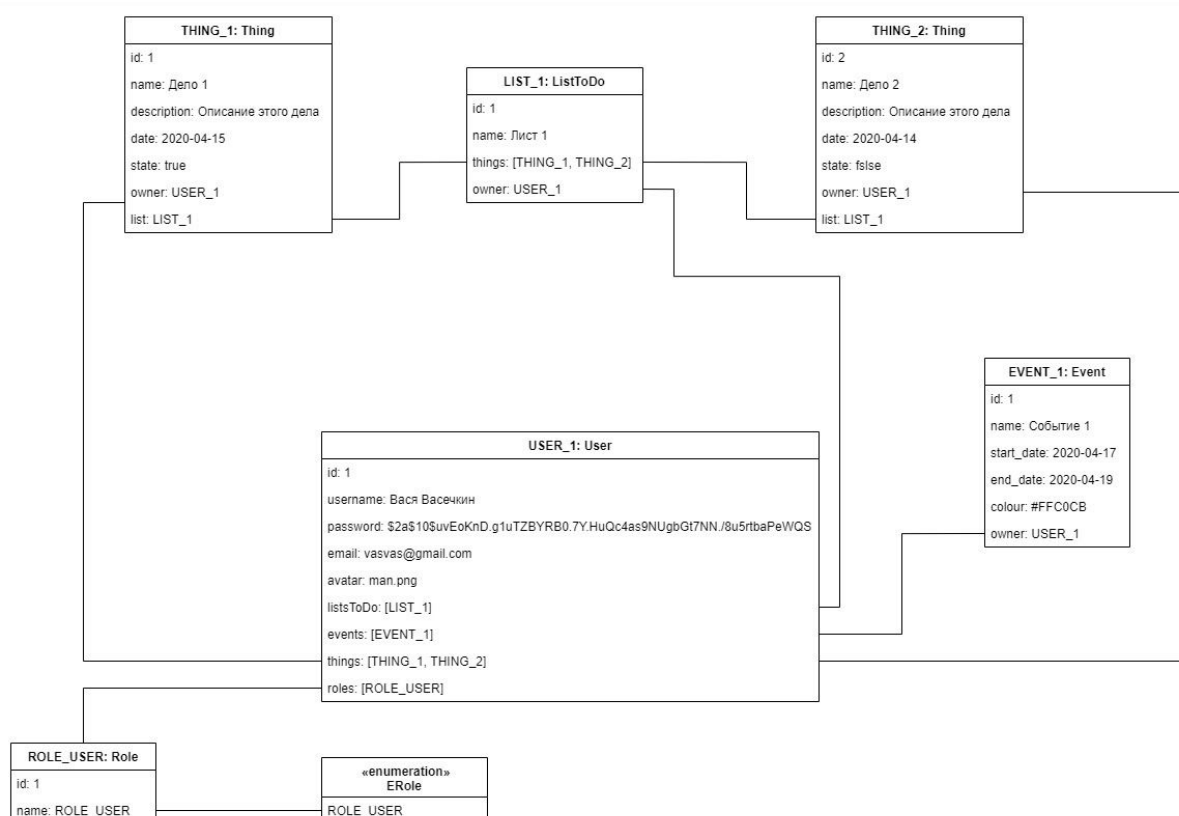 THING_1: Thing
id: 1
name: Дело 1
description: Описание этого дела
date: 2020-04-15
state: true
owner: USER_1
list: LIST_1
LIST_1: ListToDo
id: 1
name: Лист 1
things: [THING_1, THING_2]
owner: USER_1
THING_2: Thing
id: 2
name: Дело 2
description: Описание этого дела
date: 2020-04-14
state: fslse
owner: USER_1
list: LIST_1
EVENT_1: Event
id: 1
name: Событие 1
start_date: 2020-04-17
end_date: 2020-04-19
colour: #FFC0CB
owner: USER_1
USER_1: User
id: 1
username: Вася Васечкин
password: $2a$10$uvEoKnD.g1uTZBYRB0.7Y.HuQc4as9NUgbGt7NN./8u5rtbaPeWQS
email: vasvas@gmail.com
avatar: man.png
listsToDo: [LIST_1]
events: [EVENT_1]
things: [THING_1, THING_2]
roles: [ROLE_USER]
ROLE_USER: Role
id: 1
name: ROLE_USER
«enumeration»
ERole
ROLE_USER